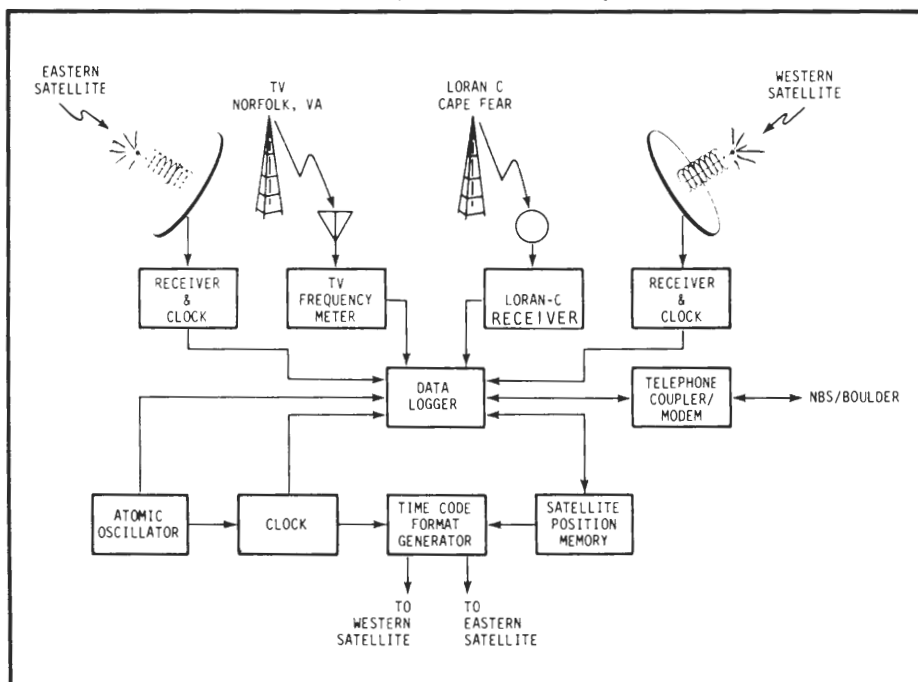 EASTERN
SATELLITE
TV
NORFOLK, VA
LORAN C
CAPE FEAR
WESTERN
SATELLITE
RECEIVER
&
CLOCK
TV
FREQUENCY
METER
LORAN-C
RECEIVER
RECEIVER
&
CLOCK
DATA
LOGGER
TELEPHONE
COUPLER/
MODEM
NBS/BOULDER
ATOMIC
OSCILLATOR
CLOCK
TIME CODE
FORMAT
GENERATOR
SATELLITE
POSITION
MEMORY
TO
WESTERN
SATELLITE
TO
EASTERN
SATELLITE